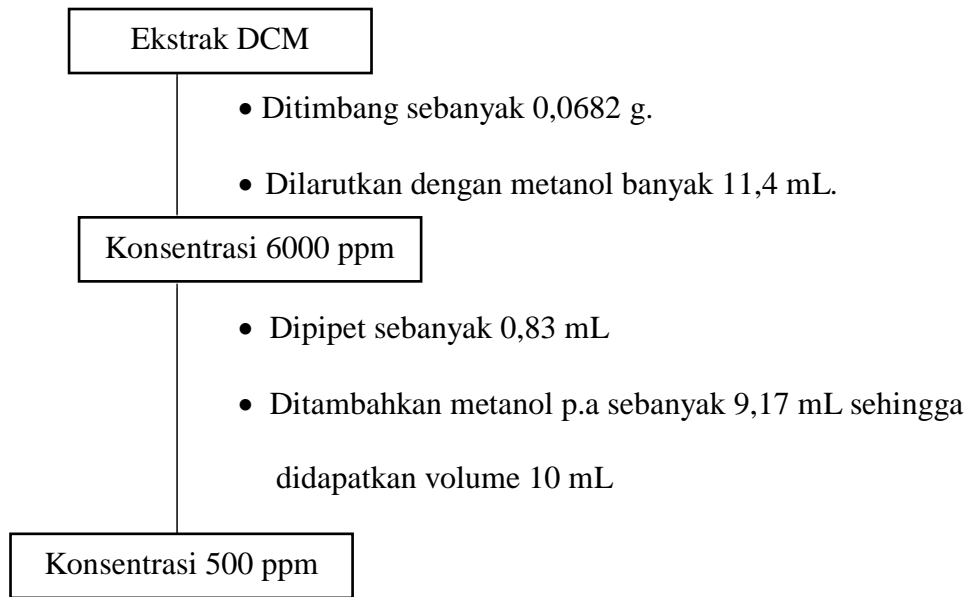 Ekstrak DCM
• Ditimbang sebanyak 0,0682 g.
• Dilarutkan dengan metanol banyak 11,4 mL.
Konsentrasi 6000 ppm
• Dipipet sebanyak 0,83 mL
• Ditambahkan metanol p.a sebanyak 9,17 mL sehingga
didapatkan volume 10 mL
Konsentrasi 500 ppm